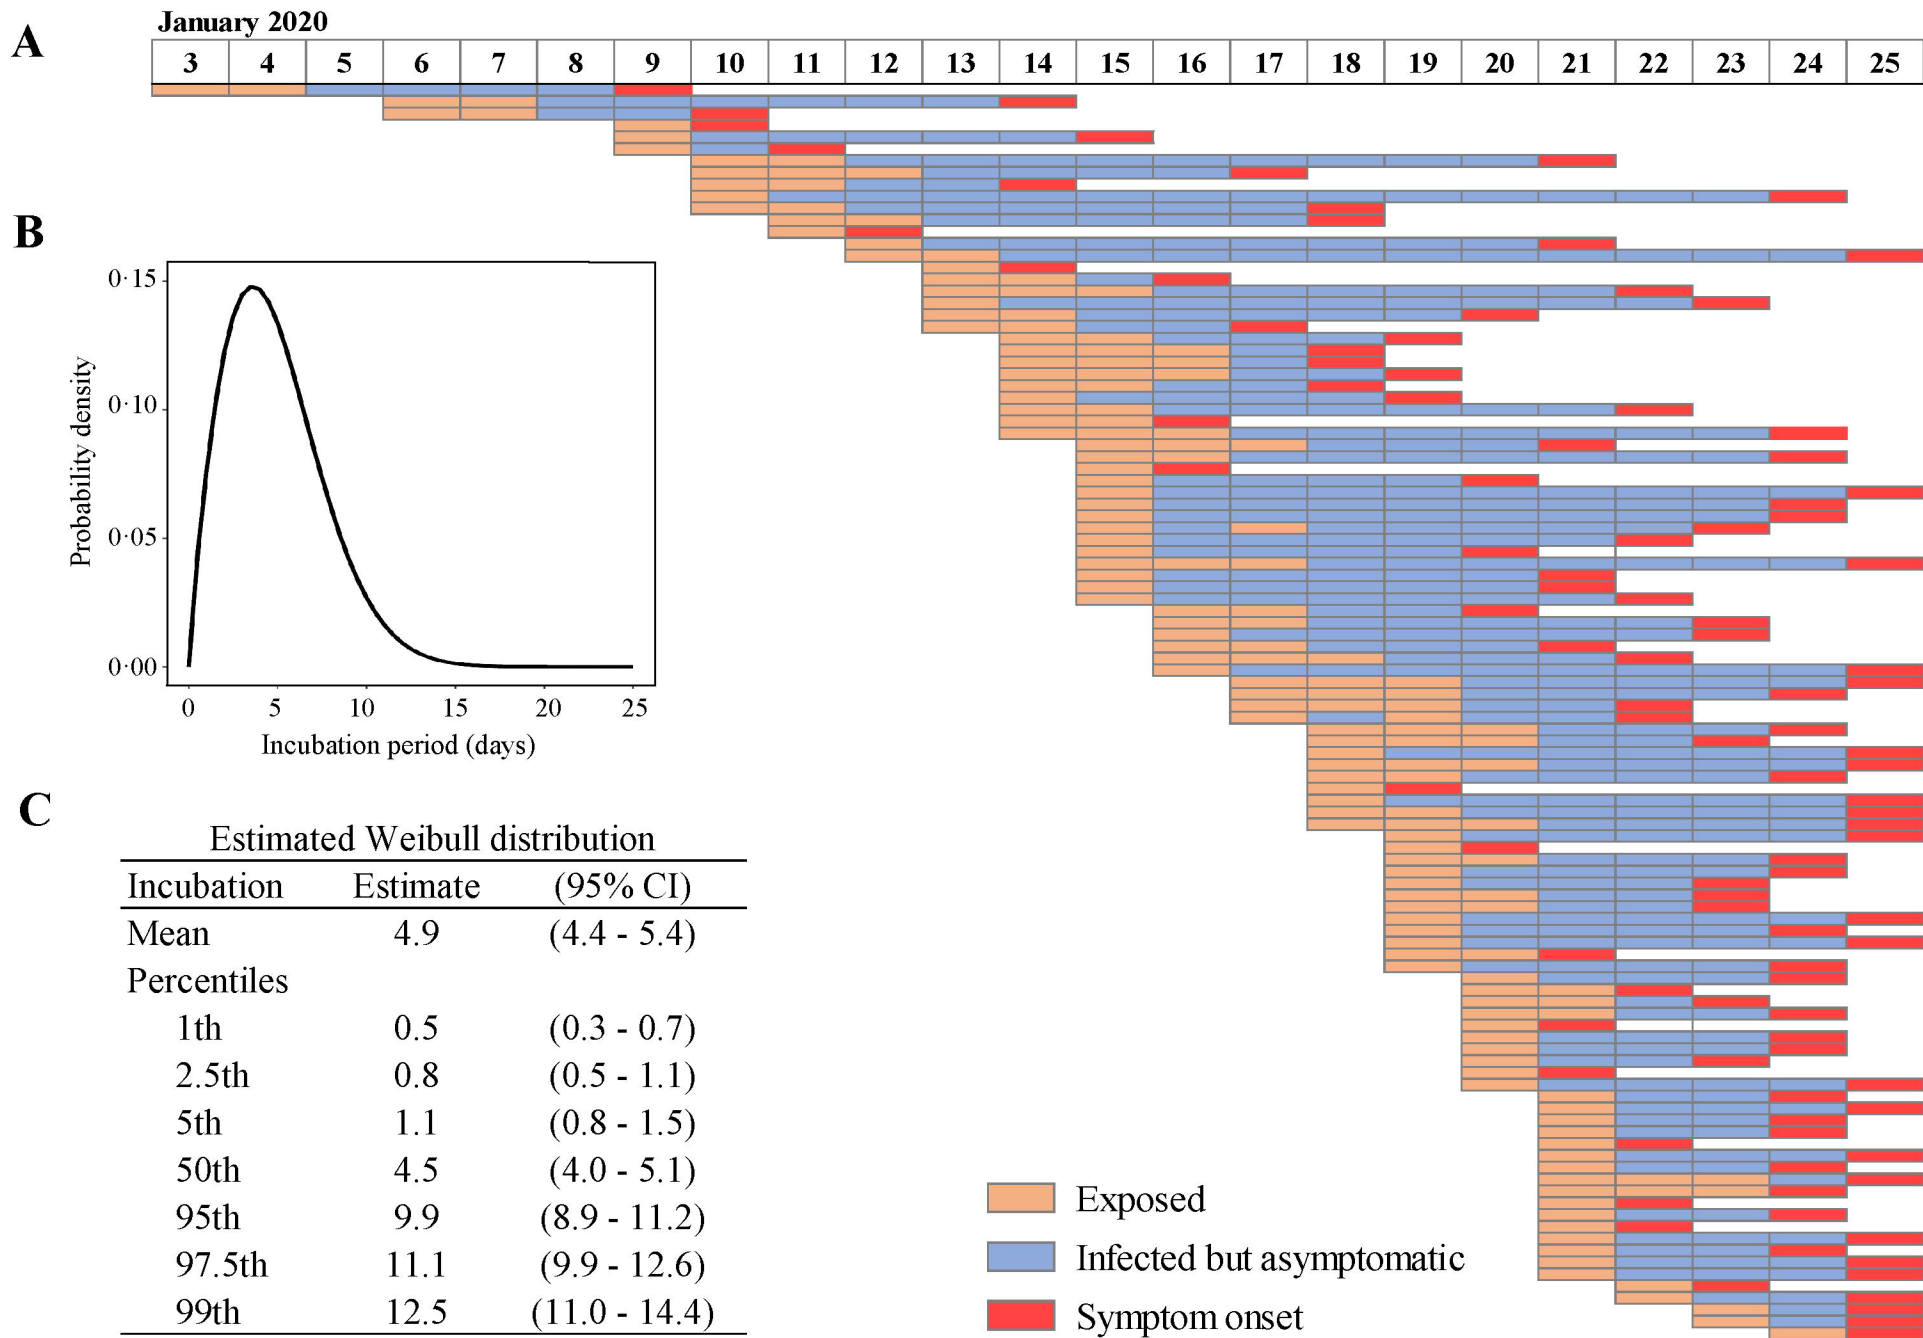 A
January 2020
3 4 5 6 7 8 9 10 11 12 13 14 15 16 17 18 19 20 21 22 23 24 25
B
0·15
0·10
0·05
0·00
Probability density
0 5 10 15 20 25
Incubation period (days)
C
Estimated Weibull distribution
Incubation Estimate (95% CI)
Mean 4.9 (4.4 - 5.4)
Percentiles
1th 0.5 (0.3 - 0.7)
2.5th 0.8 (0.5 - 1.1)
5th 1.1 (0.8 - 1.5)
50th 4.5 (4.0 - 5.1)
95th 9.9 (8.9 - 11.2)
97.5th 11.1 (9.9 - 12.6)
99th 12.5 (11.0 - 14.4)
Exposed
Infected but asymptomatic
Symptom onset